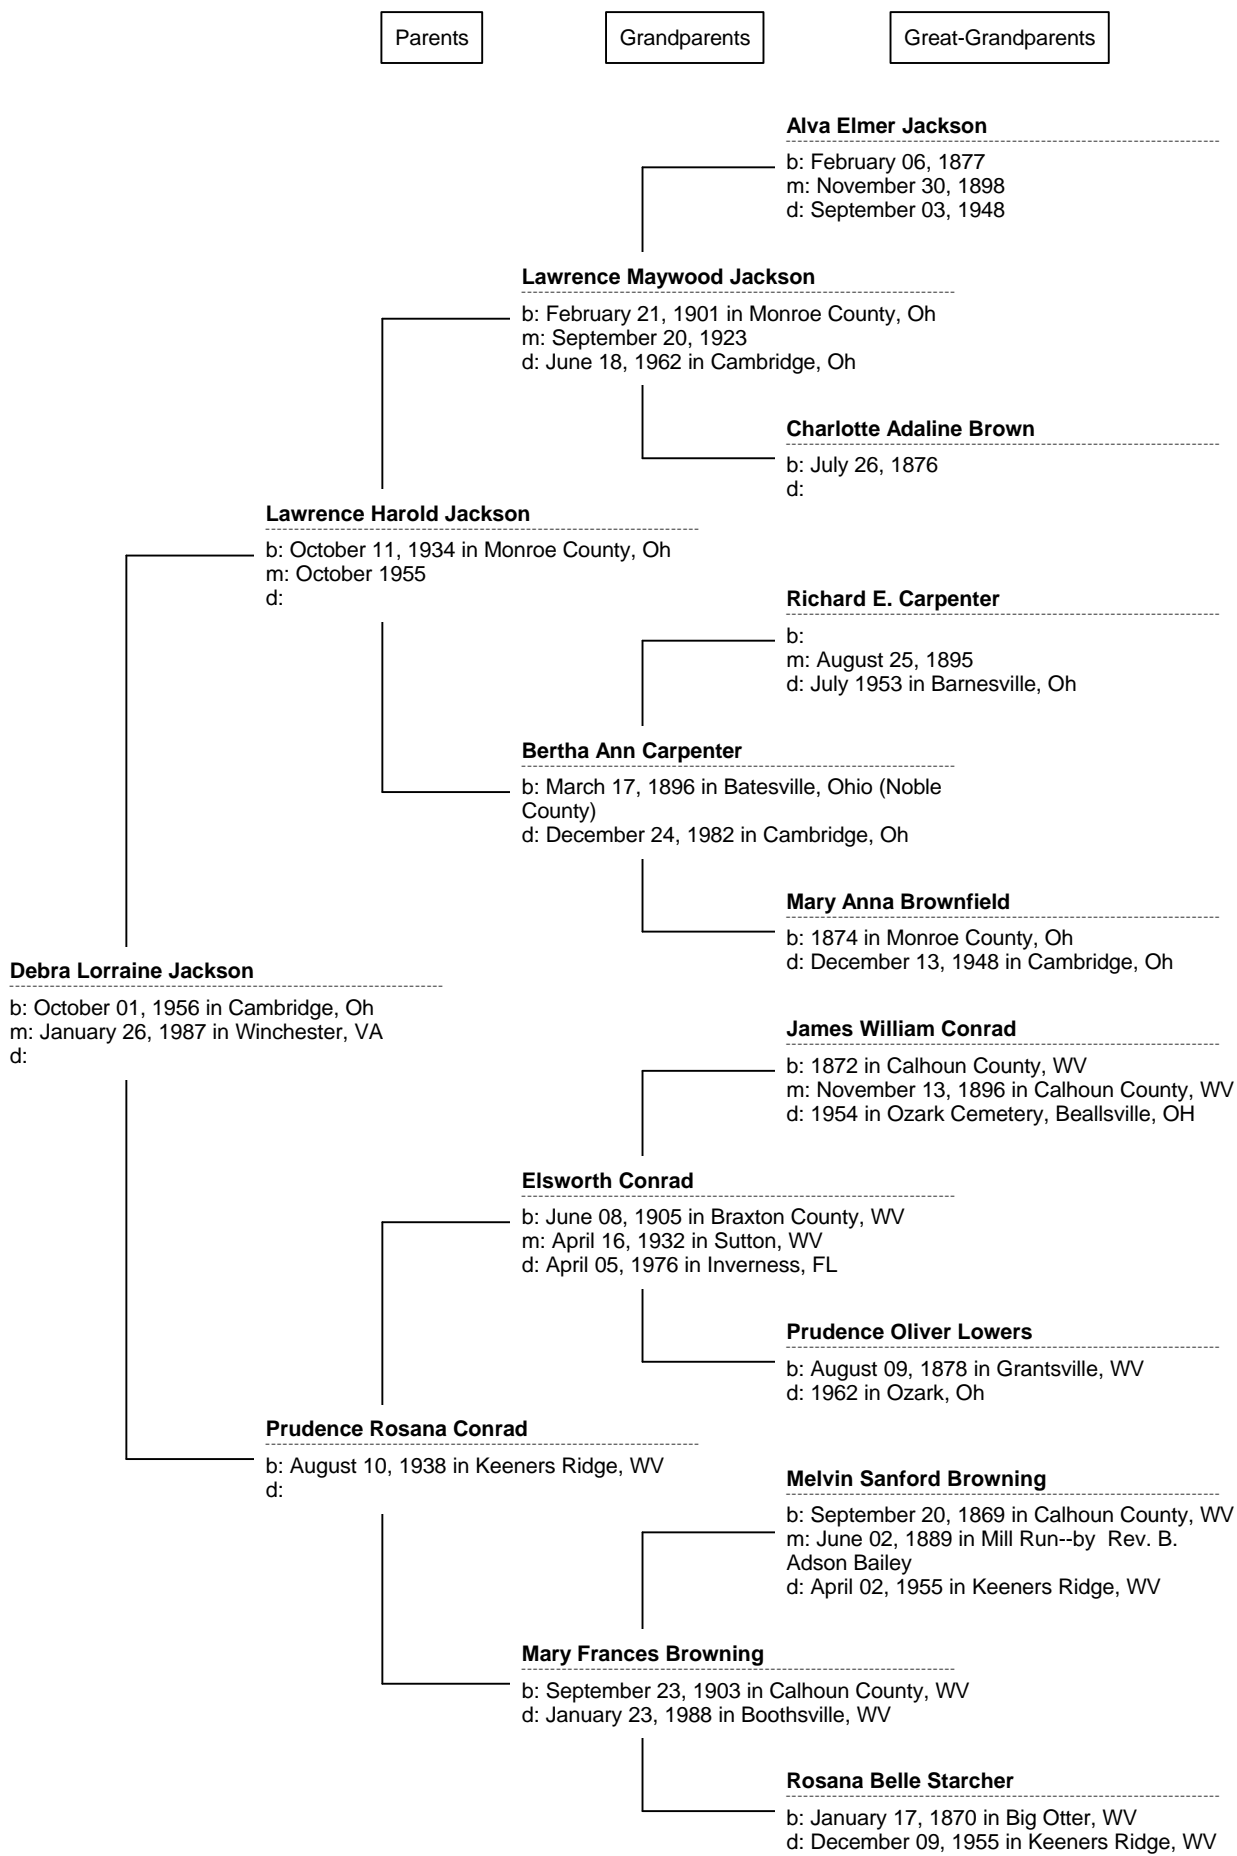 Parents
Grandparents
Great-Grandparents
Alva Elmer Jackson
b: February 06, 1877
m: November 30, 1898
d: September 03, 1948
Lawrence Maywood Jackson
b: February 21, 1901 in Monroe County, Oh
m: September 20, 1923
d: June 18, 1962 in Cambridge, Oh
Charlotte Adaline Brown
b: July 26, 1876
d:
Lawrence Harold Jackson
b: October 11, 1934 in Monroe County, Oh
m: October 1955
d:
Richard E. Carpenter
b:
m: August 25, 1895
d: July 1953 in Barnesville, Oh
Bertha Ann Carpenter
b: March 17, 1896 in Batesville, Ohio (Noble
County)
d: December 24, 1982 in Cambridge, Oh
Mary Anna Brownfield
b: 1874 in Monroe County, Oh
d: December 13, 1948 in Cambridge, Oh
Debra Lorraine Jackson
b: October 01, 1956 in Cambridge, Oh
m: January 26, 1987 in Winchester, VA
d:
James William Conrad
b: 1872 in Calhoun County, WV
m: November 13, 1896 in Calhoun County, WV
d: 1954 in Ozark Cemetery, Beallsville, OH
Elsworth Conrad
b: June 08, 1905 in Braxton County, WV
m: April 16, 1932 in Sutton, WV
d: April 05, 1976 in Inverness, FL
Prudence Oliver Lowers
b: August 09, 1878 in Grantsville, WV
d: 1962 in Ozark, Oh
Prudence Rosana Conrad
b: August 10, 1938 in Keeners Ridge, WV
d:
Melvin Sanford Browning
b: September 20, 1869 in Calhoun County, WV
m: June 02, 1889 in Mill Run--by  Rev. B.
Adson Bailey
d: April 02, 1955 in Keeners Ridge, WV
Mary Frances Browning
b: September 23, 1903 in Calhoun County, WV
d: January 23, 1988 in Boothsville, WV
Rosana Belle Starcher
b: January 17, 1870 in Big Otter, WV
d: December 09, 1955 in Keeners Ridge, WV